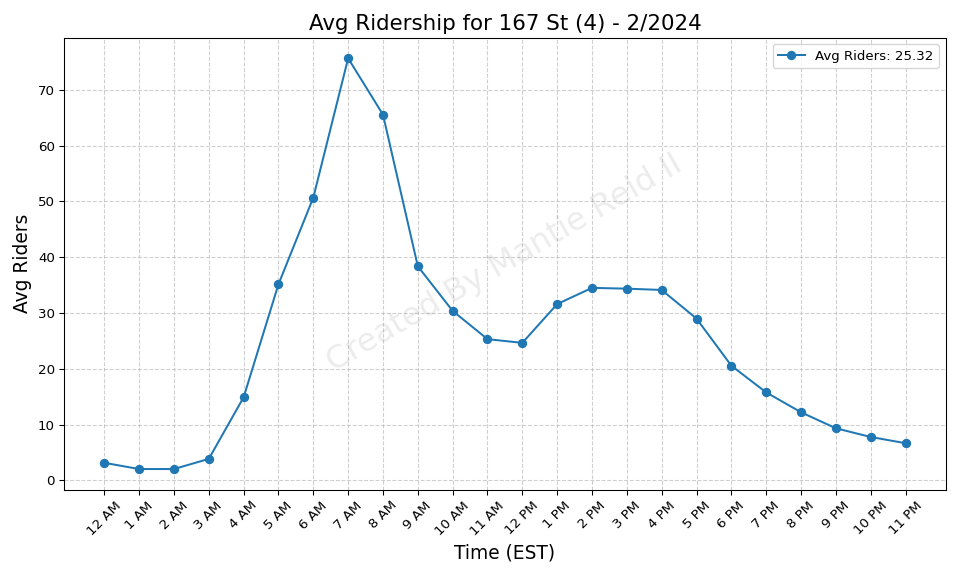 Avg Ridership for 167 St (4) - 2/2024
Avg Riders: 25.32
Avg Riders
70
60
50
40
30
20
10
0
Created By Mantie Reid II
12 AM
1 AM
2 AM
3 AM
4 AM
5 AM
6 AM
7 AM
8 AM
9 AM
10 AM
11 AM
12 PM
1 PM
2 PM
3 PM
4 PM
5 PM
6 PM
7 PM
8 PM
9 PM
10 PM
11 PM
Time (EST)